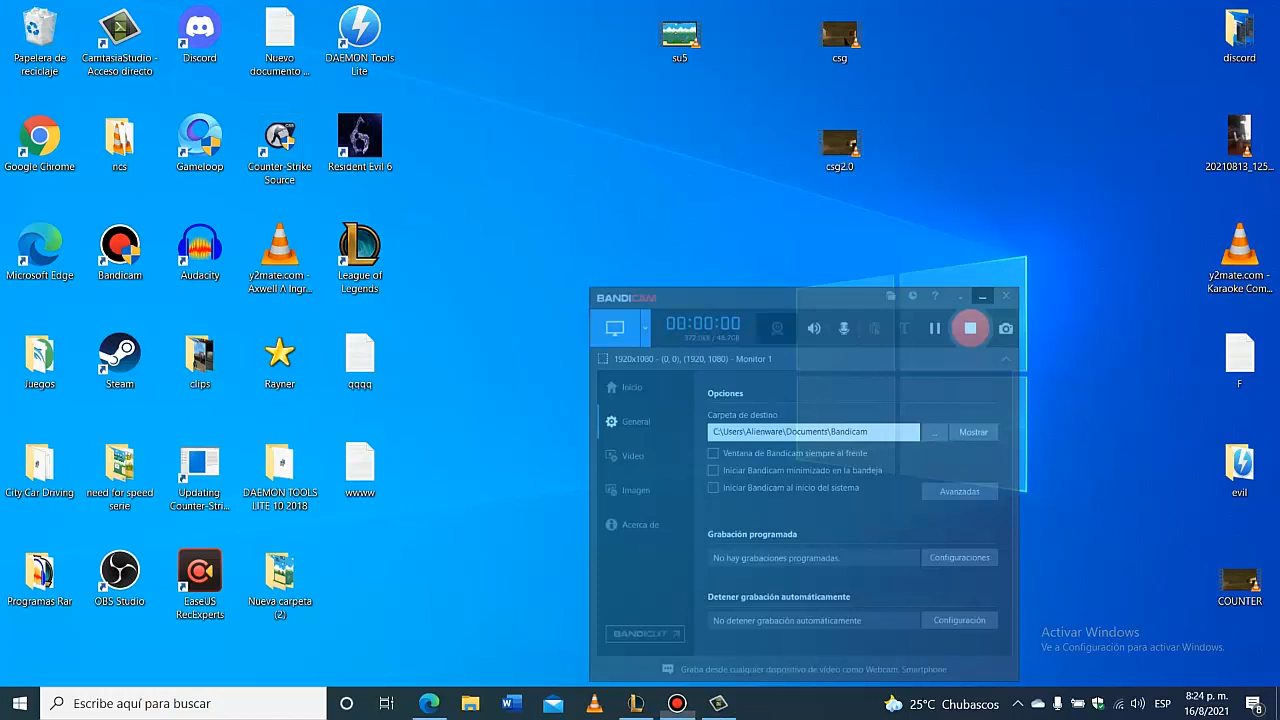 Papelera de
reciclaje
CamtasiaStudio -
Acceso directo
Discord
Nuevo
documento ...
DAEMON Tools
Lite
su5
csg
discord
Google Chrome
ncs
Gameloop
Counter-Strike
Source
Resident Evil 6
csg2.0
20210813_125...
Microsoft Edge
Bandicam
Audacity
y2mate.com -
Axwell Λ Ingr...
League of
Legends
y2mate.com -
Karaoke Com...
BANDICAM
00:00:00
1920x1080 - (0, 0), (1920, 1080) - Monitor 1
Juegos
Steam
cliips
Rayner
qqqq
F
Inicio
General
Video
Imagen
Acerca de
Opciones
Carpeta de destino
C:\Users\Alienware\Documents\Bandicam
...
Mostrar
Ventana de Bandicam siempre al frente
Iniciar Bandicam minimizado en la bandeja
Iniciar Bandicam al inicio del sistema
Avanzadas
City Car Driving
need for speed
serie
Updating
Counter-Stri...
DAEMON TOOLS
LITE 10 2018
wwww
evil
Grabación programada
No hay grabaciones programadas.
Configuraciones
Programas Rar
OBS Studio
EaseUS
RecExperts
Nueva carpeta
(2)
COUNTER
Detener grabación automáticamente
No detener grabación automáticamente
Configuración
BANDICUT
Graba desde cualquier dispositivo de vídeo como Webcam, Smartphone
Activar Windows
Ve a Configuración para activar Windows.
Escribe aquí para buscar
25°C Chubascos
ESP
8:24 p. m.
16/8/2021
8